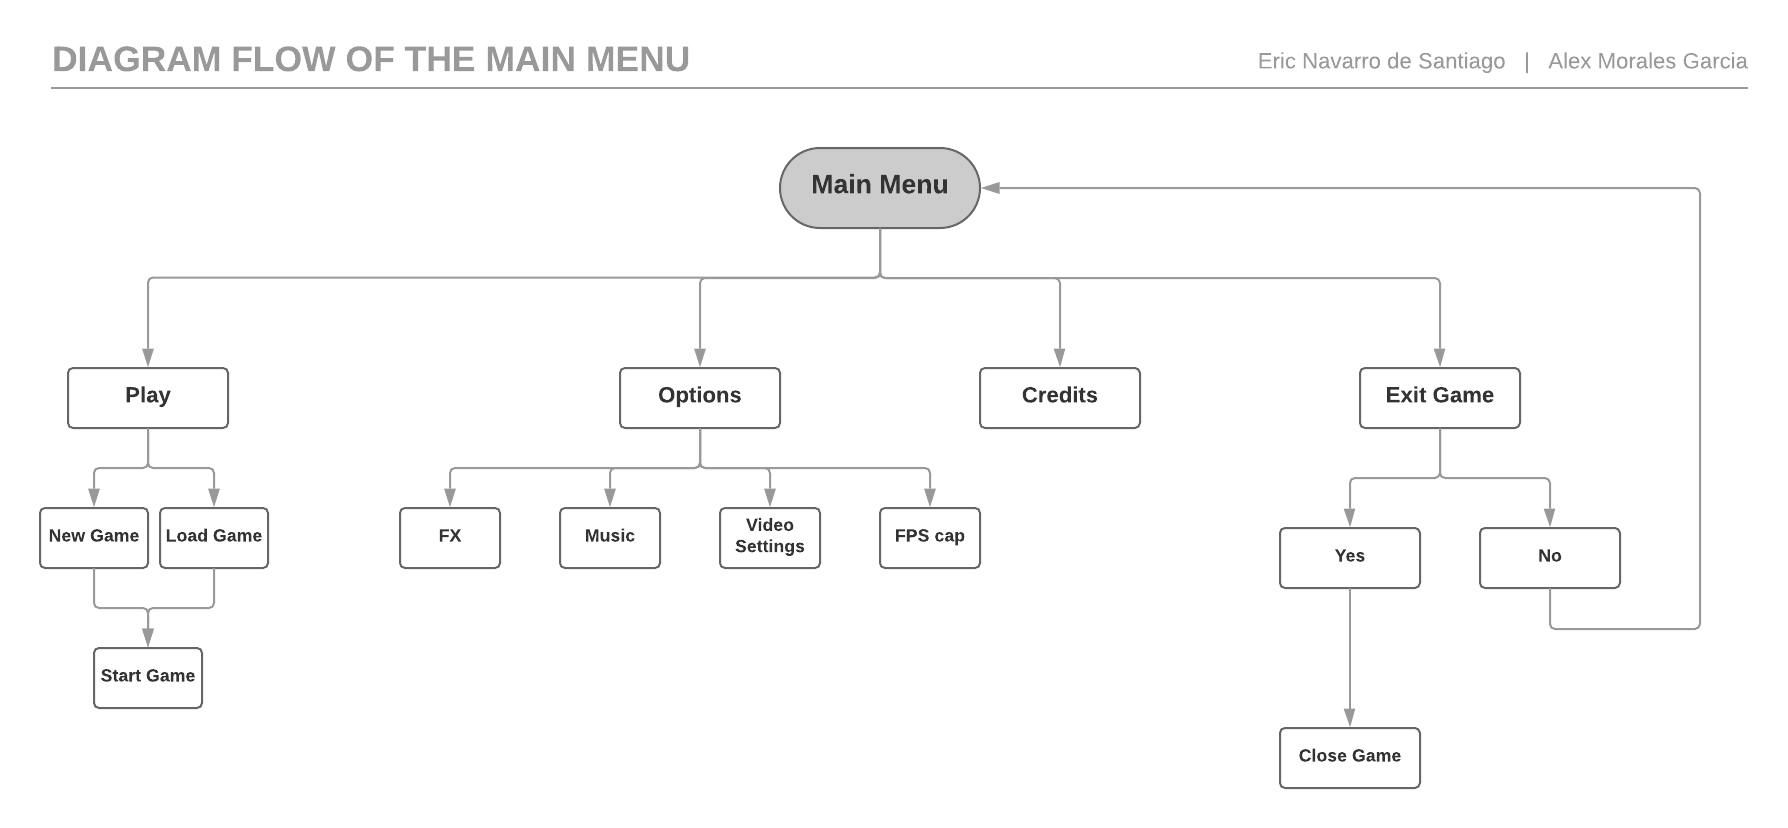 DIAGRAM FLOW OF THE MAIN MENU
Eric Navarro de Santiago | Alex Morales Garcia
Main Menu
Play
Options
Credits
Exit Game
New Game
Load Game
FX
Music
Video
Settings
FPS cap
Yes
No
Start Game
Close Game